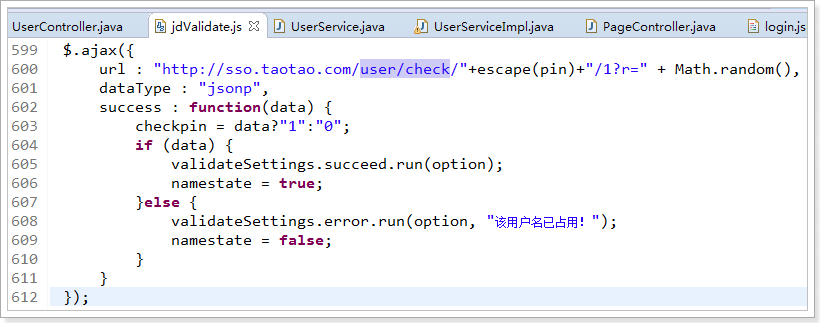 UserController.java jdValidate.js UserService.java UserServiceImpl.java PageController.java login.js
599 $.ajax({
600 url : "http://sso.taotao.com/user/check/"+escape(pin)+"/1?r=" + Math.random(),
601 dataType : "jsonp",
602 success : function(data) {
603 checkpin = data?"1":"0";
604 if (data) {
605 validateSettings.succeed.run(option);
606 namestate = true;
607 }else {
608 validateSettings.error.run(option, "该用户名已占用!");
609 namestate = false;
610 }
611 }
612 });